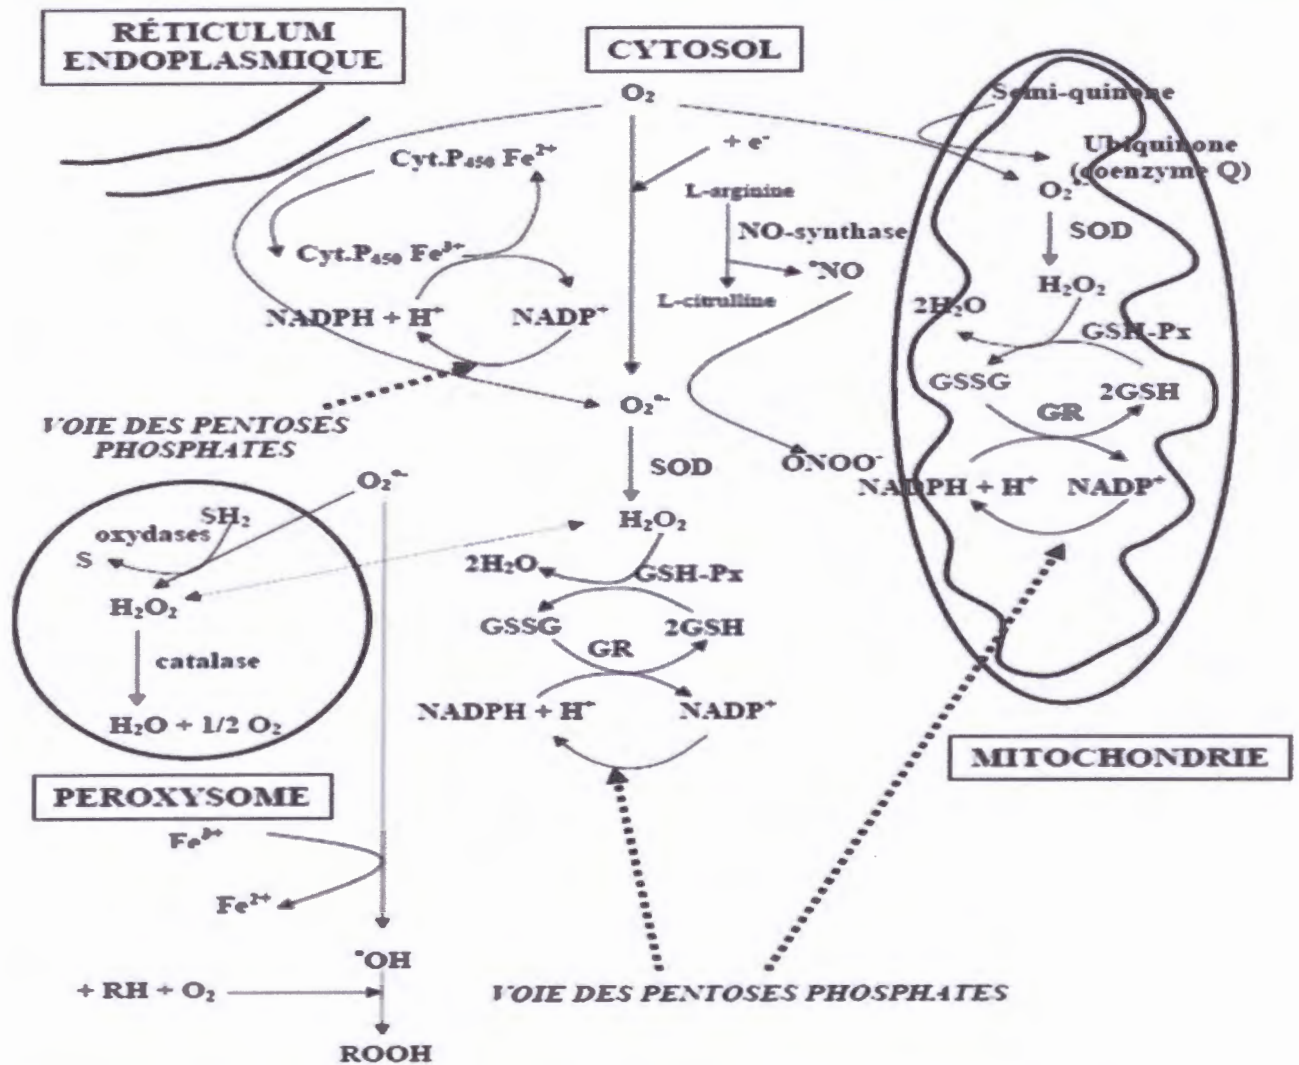 RÉTICULUM
ENDOPLASMIQUE
CYTOSOL
O₂
Semi-quinone
+ e⁻
Ubiquinone
(coenzyme Q)
Cyt.P₄₅₀ Fe²⁺
L-arginine
O₂•⁻
NO-synthase
SOD
Cyt.P₄₅₀ Fe³⁺
•NO
H₂O₂
L-citrulline
2H₂O
NADPH + H⁺
NADP⁺
GSH-Px
GSSG
2GSH
O₂•⁻
GR
VOIE DES PENTOSES
PHOSPHATES
SOD
ONOO⁻
O₂•⁻
NADPH + H⁺
NADP⁺
SH₂
oxydases
H₂O₂
S
2H₂O
GSH-Px
H₂O₂
GSSG
2GSH
GR
catalase
NADPH + H⁺
NADP⁺
H₂O + 1/2 O₂
MITOCHONDRIE
PEROXYSOME
Fe³⁺
Fe²⁺
•OH
+ RH + O₂
VOIE DES PENTOSES PHOSPHATES
ROOH